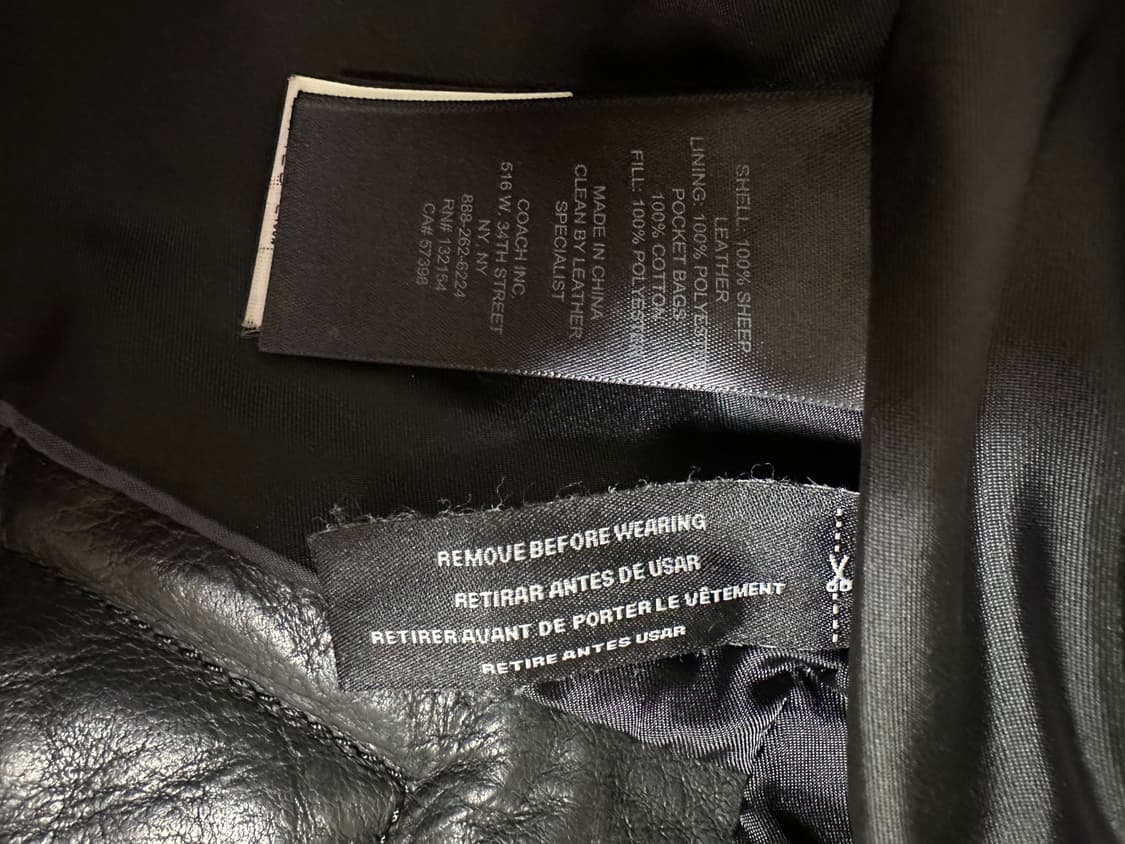 SHELL: 100% SHEEP
LEATHER
LINING: 100% POLYESTER
POCKET BAGS:
100% COTTON
FILL: 100% POLYESTER
MADE IN CHINA
CLEAN BY LEATHER
SPECIALIST
COACH INC,
516 W. 34TH STREET
NY, NY
888-262-6224
RN# 132154
CA# 57398
REMOVE BEFORE WEARING
RETIRAR ANTES DE USAR
RETIRER AVANT DE PORTER LE VÊTEMENT
RETIRE ANTES USAR